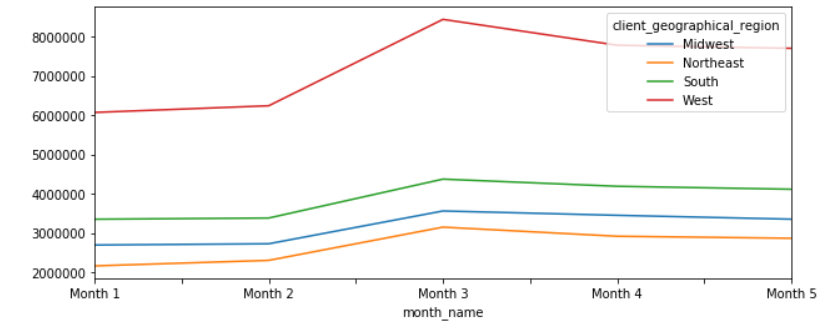 client_geographical_region
Midwest
Northeast
South
West
8000000
7000000
6000000
5000000
4000000
3000000
2000000
Month 1 Month 2 Month 3 Month 4 Month 5
month_name